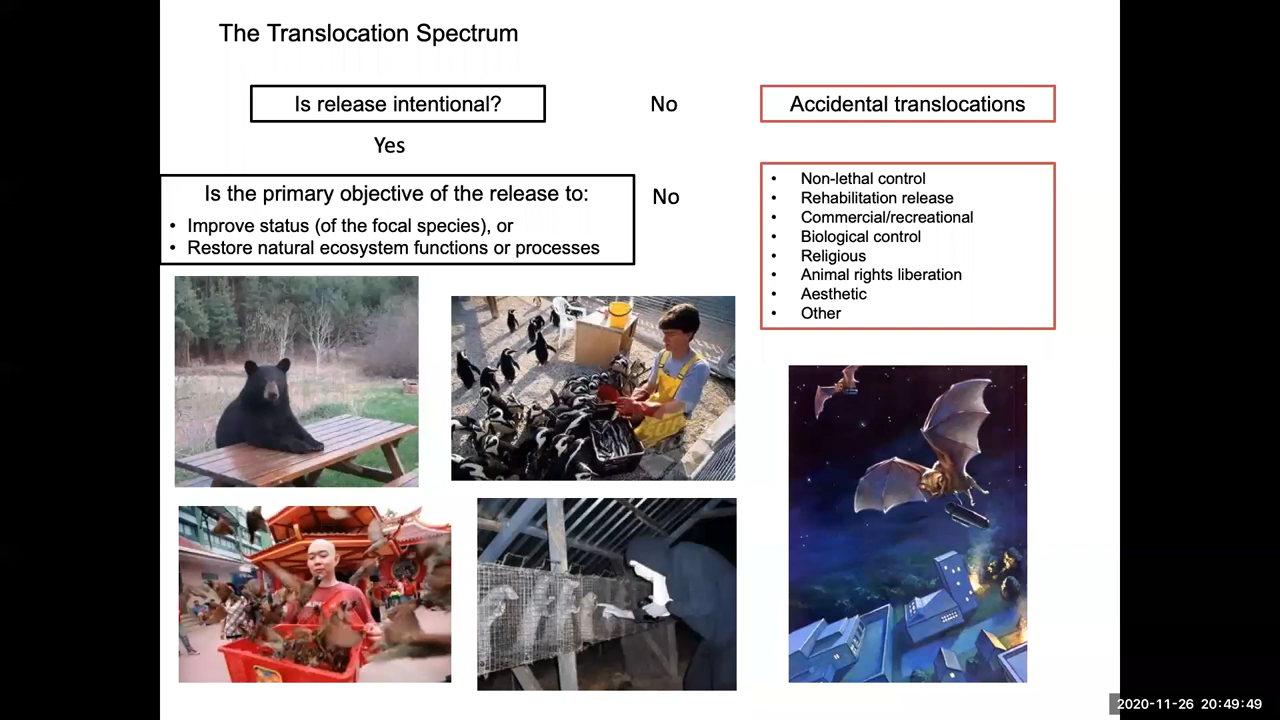 The Translocation Spectrum
Is release intentional?
No
Accidental translocations
Yes
Is the primary objective of the release to:
• Improve status (of the focal species), or
• Restore natural ecosystem functions or processes
No
• Non-lethal control
• Rehabilitation release
• Commercial/recreational
• Biological control
• Religious
• Animal rights liberation
• Aesthetic
• Other
2020-11-26 20:49:49